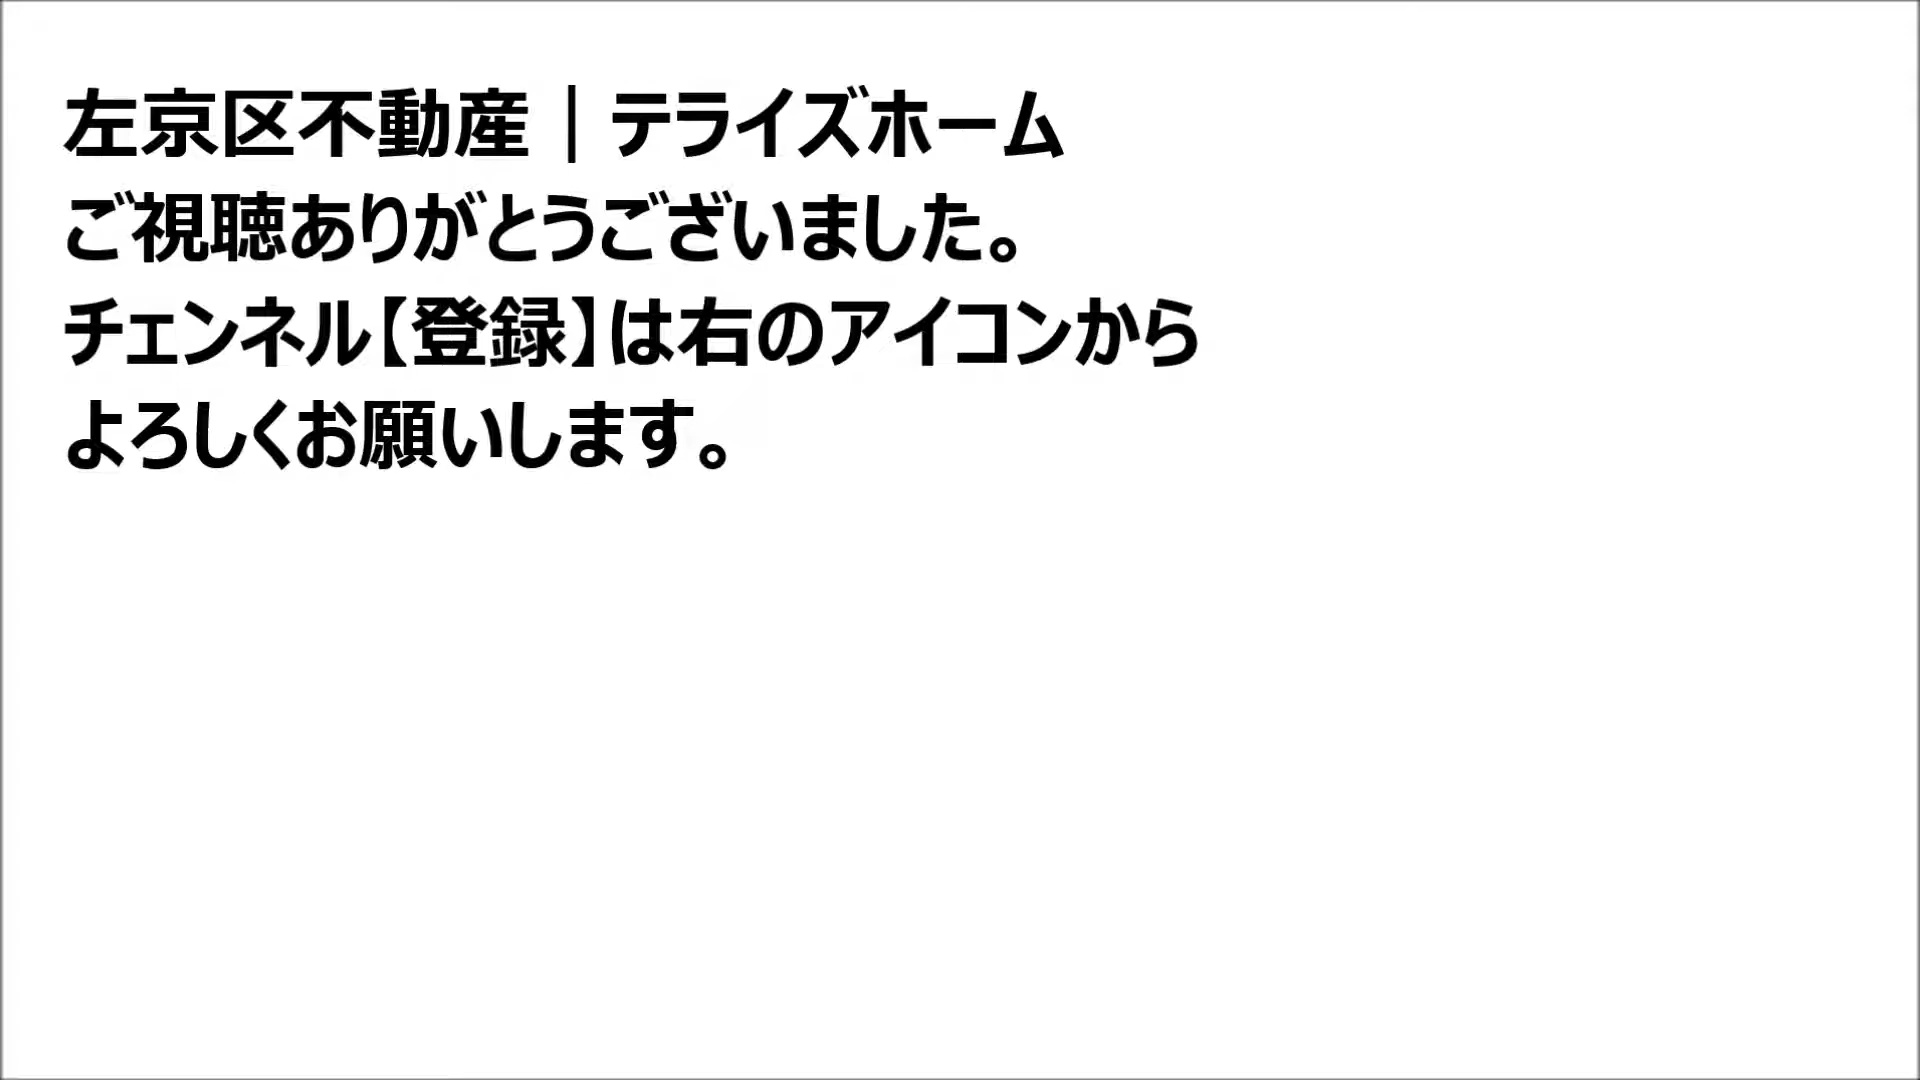 左京区不動産｜テライズホーム
ご視聴ありがとうございました。
チェンネル【登録】は右のアイコンから
よろしくお願いします。